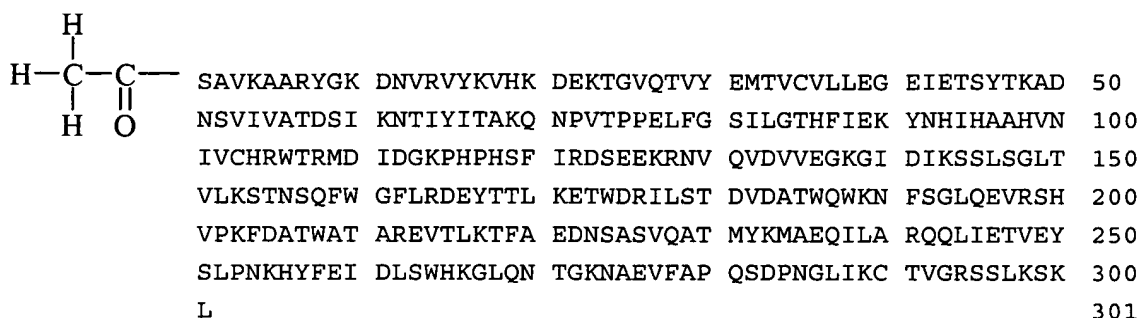 H
H—C—C— SAVKAARYGK DNVRVYKVHK DEKTGVQTVY EMTVCVLLEG EIETSYTKAD 50
H O NSVIVATDSI KNTIYITAKQ NPVTPPELFG SILGTHFIEK YNHIHAAHVN 100
IVCHRWTRMD IDGKPHPHSF IRDSEEKRNV QVDVVEGKGI DIKSSLSGLT 150
VLKSTNSQFW GFLRDEYTTL KETWDRILST DVDATWQWKN FSGLQEVRSH 200
VPKFDATWAT AREVTLKTFA EDNSASVQAT MYKMAEQILA RQQLIETVEY 250
SLPNKHYFEI DLSWHKGLQN TGKNAEVFAP QSDPNGLIKC TVGRSSLKSK 300
L 301